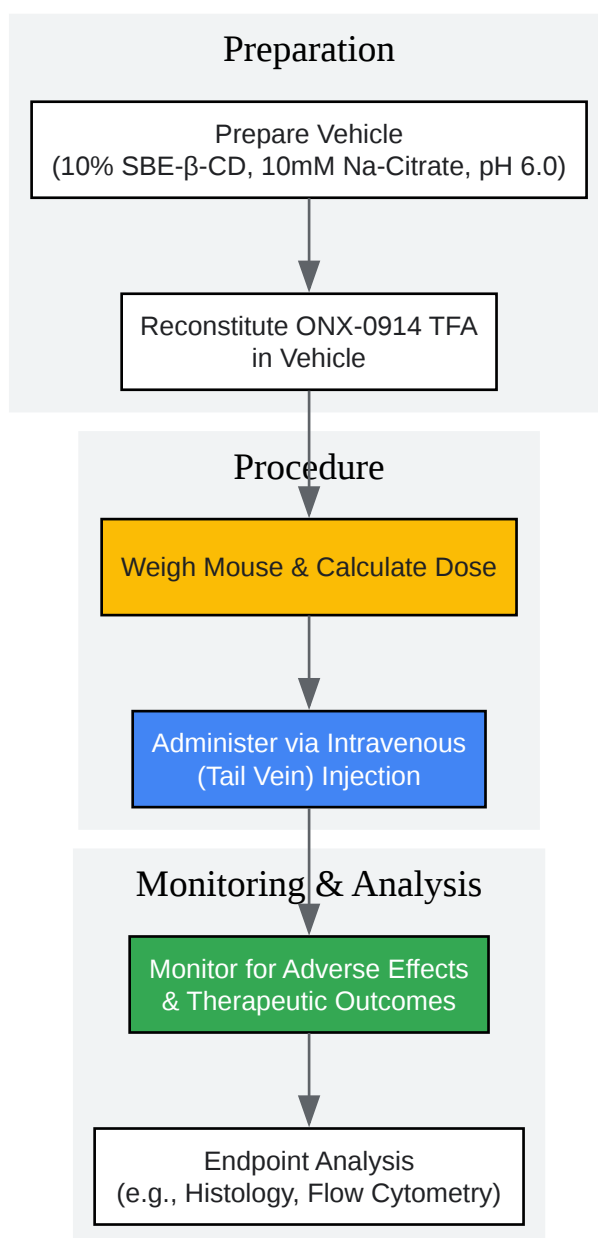 Preparation
Prepare Vehicle
(10% SBE-β-CD, 10mM Na-Citrate, pH 6.0)
Reconstitute ONX-0914 TFA
in Vehicle
Procedure
Weigh Mouse & Calculate Dose
Administer via Intravenous
(Tail Vein) Injection
Monitoring & Analysis
Monitor for Adverse Effects
& Therapeutic Outcomes
Endpoint Analysis
(e.g., Histology, Flow Cytometry)